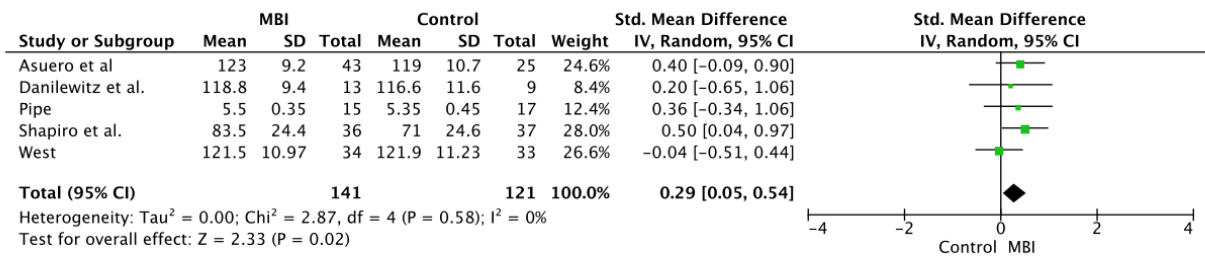 MBI Control Std. Mean Difference Std. Mean Difference
Study or Subgroup Mean SD Total Mean SD Total Weight IV, Random, 95% CI IV, Random, 95% CI
Asuero et al 123 9.2 43 119 10.7 25 24.6% 0.40 [-0.09, 0.90]
Danilewitz et al. 118.8 9.4 13 116.6 11.6 9 8.4% 0.20 [-0.65, 1.06]
Pipe 5.5 0.35 15 5.35 0.45 17 12.4% 0.36 [-0.34, 1.06]
Shapiro et al. 83.5 24.4 36 71 24.6 37 28.0% 0.50 [0.04, 0.97]
West 121.5 10.97 34 121.9 11.23 33 26.6% -0.04 [-0.51, 0.44]
Total (95% CI) 141 121 100.0% 0.29 [0.05, 0.54]
Heterogeneity: Tau² = 0.00; Chi² = 2.87, df = 4 (P = 0.58); I² = 0%
Test for overall effect: Z = 2.33 (P = 0.02)
-4 -2 0 2 4
Control MBI